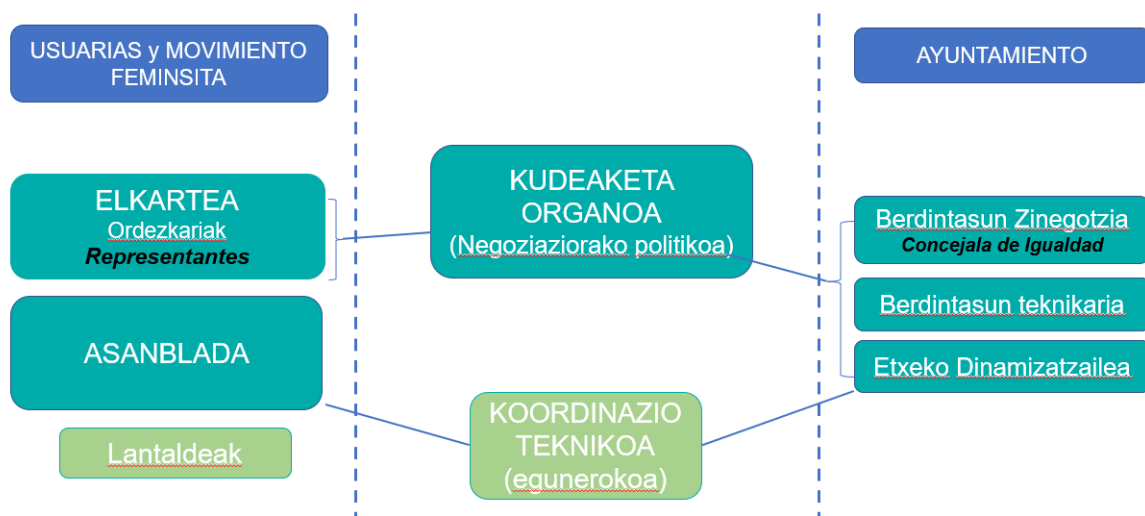 USUARIAS y MOVIMIENTO
FEMINSITA
ELKARTEA
Ordezkariak
Representantes
ASANBLADA
Lantaldeak
KUDEAKETA
ORGANOA
(Negoziaziorako politikoa)
KOORDINAZIO
TEKNIKOA
(egunerokoa)
AYUNTAMIENTO
Berdintasun Zinegotzia
Concejala de Igualdad
Berdintasun teknikaria
Etxeko Dinamizatzailea